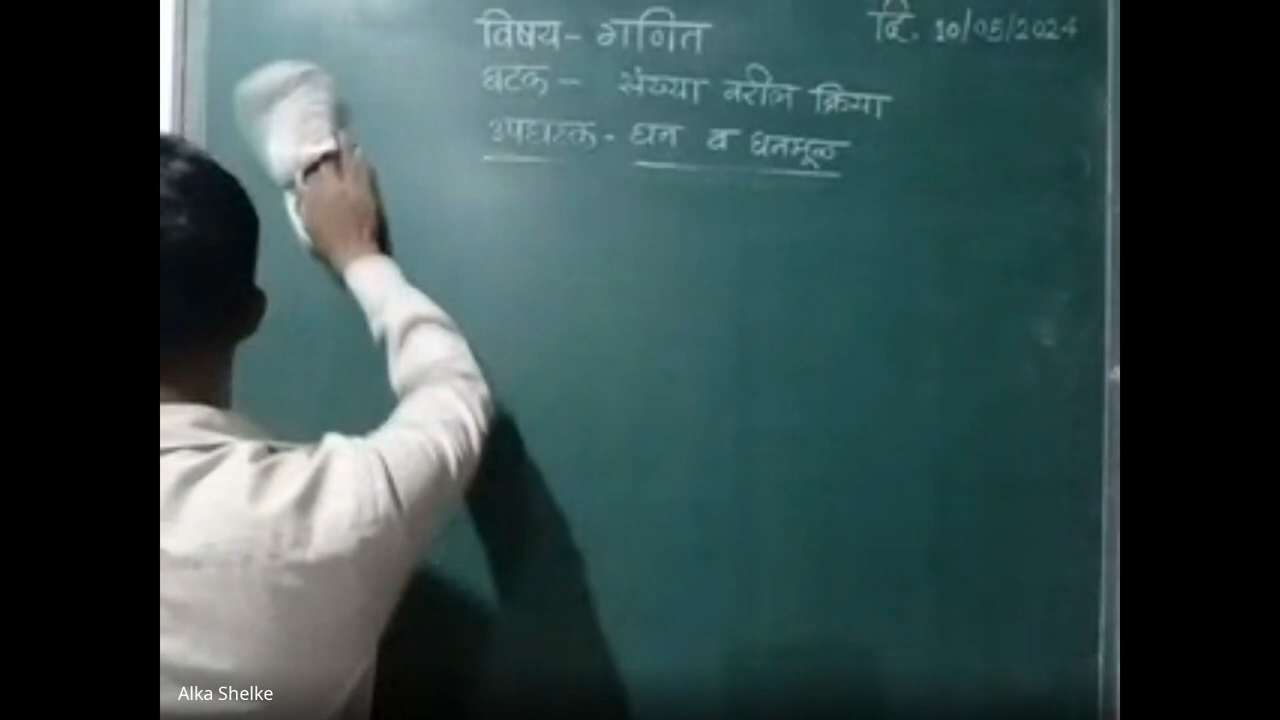 विषय- गणित
दि. 10/05/2024
घटक - संख्या वरील क्रिया
उपघटक - घन व घनमूळ
Alka Shelke